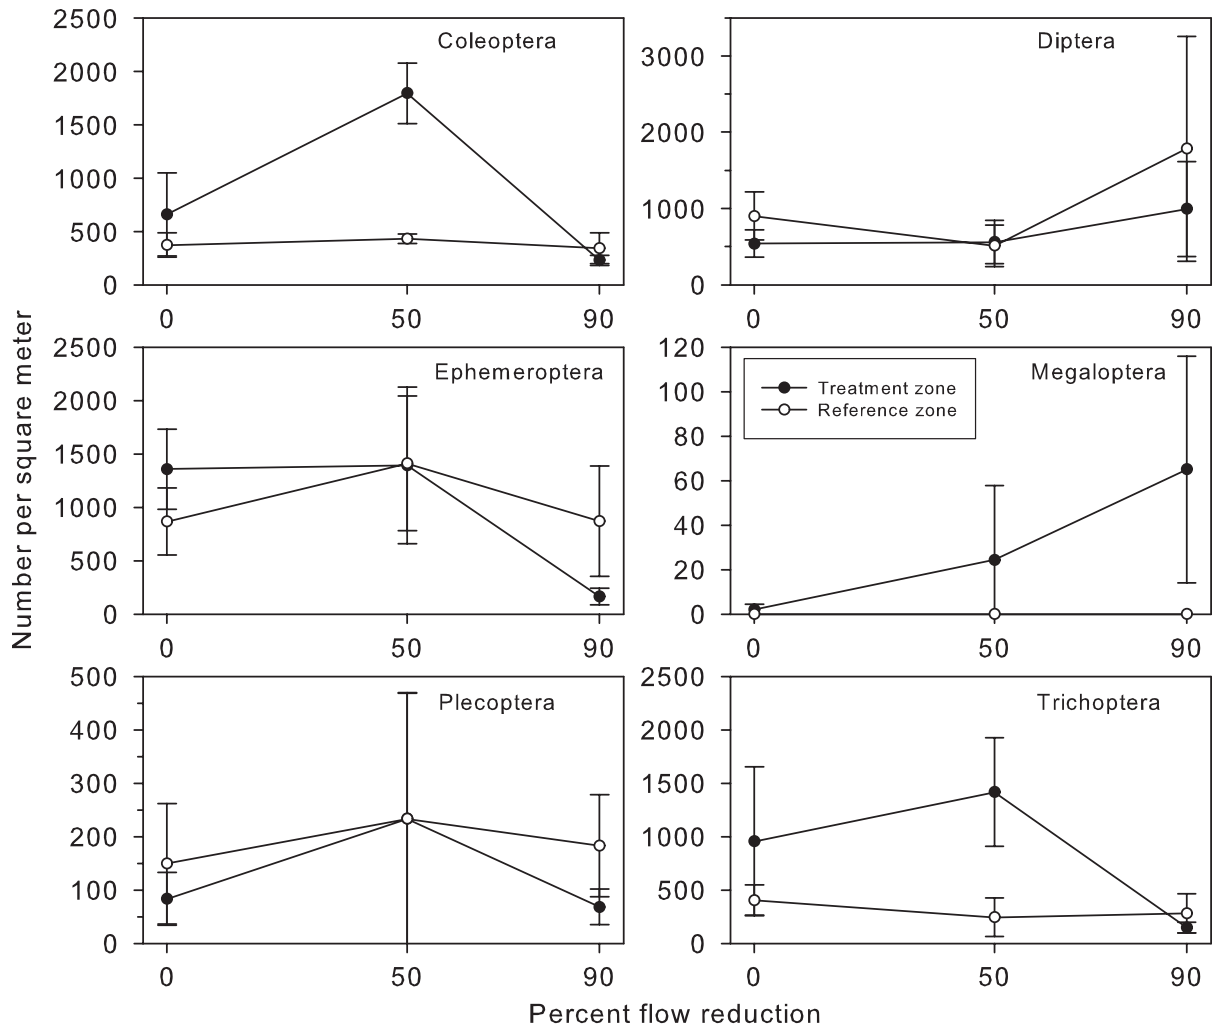 Number per square meter
Coleoptera
2500
2000
1500
1000
500
0
0 50 90
Diptera
3000
2000
1000
0
0 50 90
Ephemeroptera
2500
2000
1500
1000
500
0
0 50 90
Megaloptera
Treatment zone
Reference zone
120
100
80
60
40
20
0
0 50 90
Plecoptera
500
400
300
200
100
0
0 50 90
Trichoptera
2500
2000
1500
1000
500
0
0 50 90
Percent flow reduction